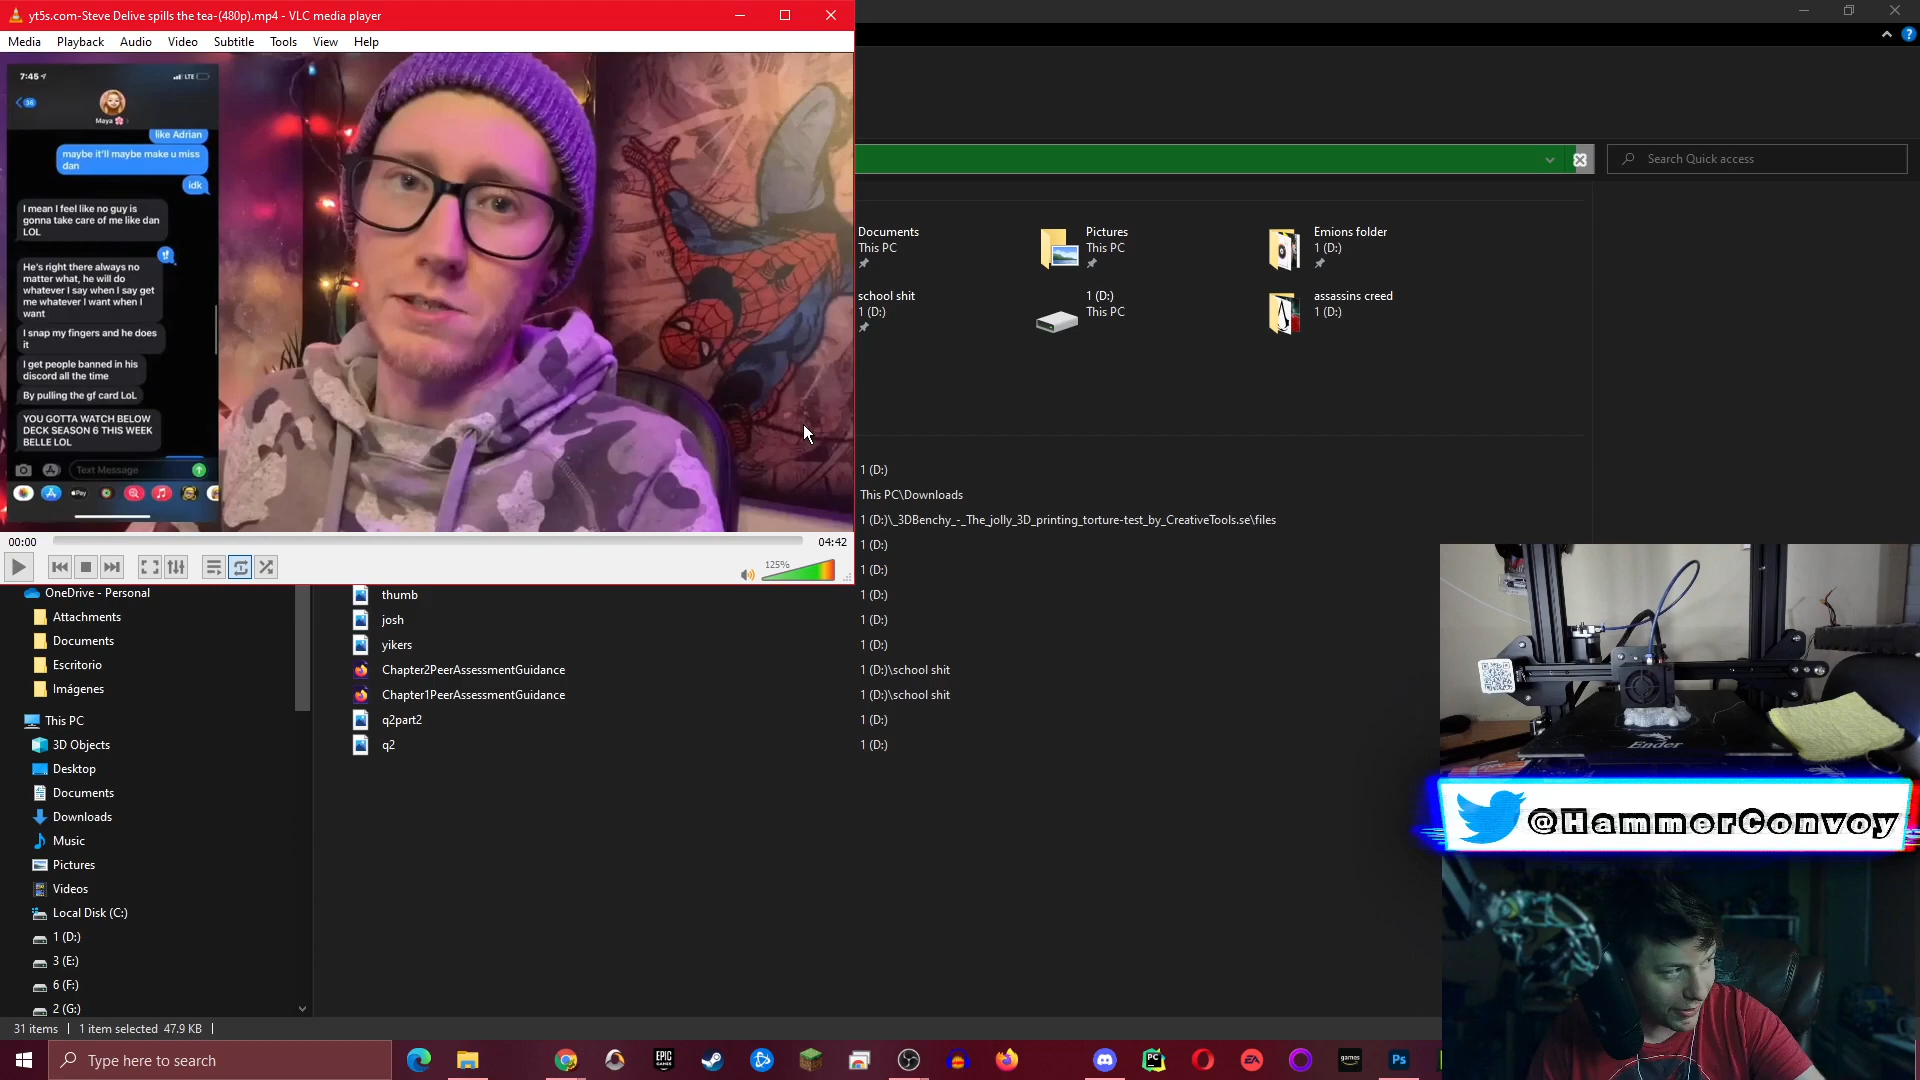 yt5s.com-Steve Delive spills the tea-(480p).mp4 - VLC media player
Media Playback Audio Video Subtitle Tools View Help
7:45
LTE
36
Maya
like Adrian
maybe it'll maybe make u miss
dan
idk
I mean I feel like no guy is
gonna take care of me like dan
LOL
He's right there always no
matter what, he will do
whatever I say when I say get
me whatever I want when I
want
I snap my fingers and he does
it
I get people banned in his
discord all the time
By pulling the gf card LoL
YOU GOTTA WATCH BELOW
DECK SEASON 6 THIS WEEK
BELLE LOL
Text Message
Pay
00:00
04:42
125%
Search Quick access
Documents
This PC
Pictures
This PC
Emions folder
1 (D:)
school shit
1 (D:)
1 (D:)
This PC
assassins creed
1 (D:)
1 (D:)
This PC\Downloads
1 (D:)\_3DBenchy_-_The_jolly_3D_printing_torture-test_by_CreativeTools.se\files
1 (D:)
1 (D:)
thumb 1 (D:)
josh 1 (D:)
yikers 1 (D:)
Chapter2PeerAssessmentGuidance 1 (D:)\school shit
Chapter1PeerAssessmentGuidance 1 (D:)\school shit
q2part2 1 (D:)
q2 1 (D:)
OneDrive - Personal
Attachments
Documents
Escritorio
Imágenes
This PC
3D Objects
Desktop
Documents
Downloads
Music
Pictures
Videos
Local Disk (C:)
1 (D:)
3 (E:)
6 (F:)
2 (G:)
31 items
1 item selected 47.9 KB
Ender
@HammerConvoy
Type here to search
EPIC
GAMES
PC
EA
games
Ps